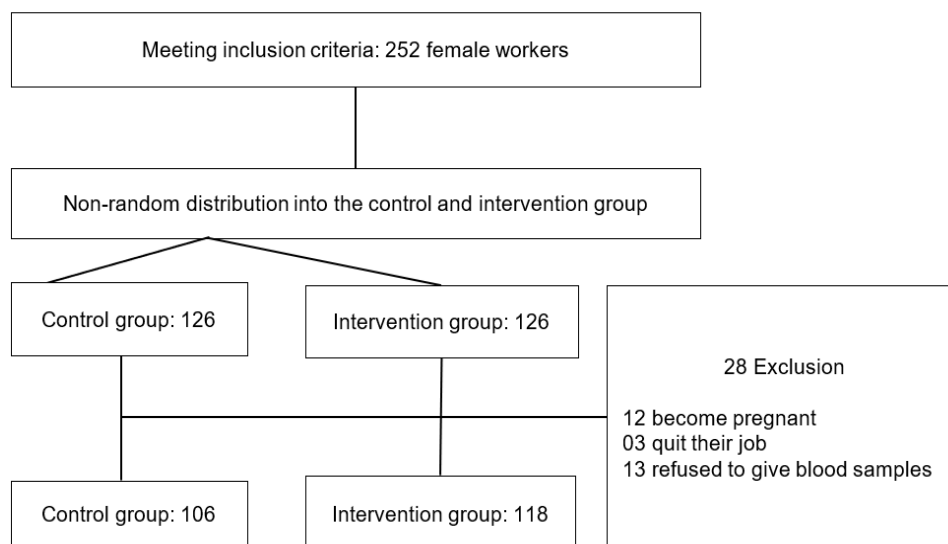 Meeting inclusion criteria: 252 female workers
Non-random distribution into the control and intervention group
Control group: 126
Intervention group: 126
28 Exclusion
12 become pregnant
03 quit their job
13 refused to give blood samples
Control group: 106
Intervention group: 118